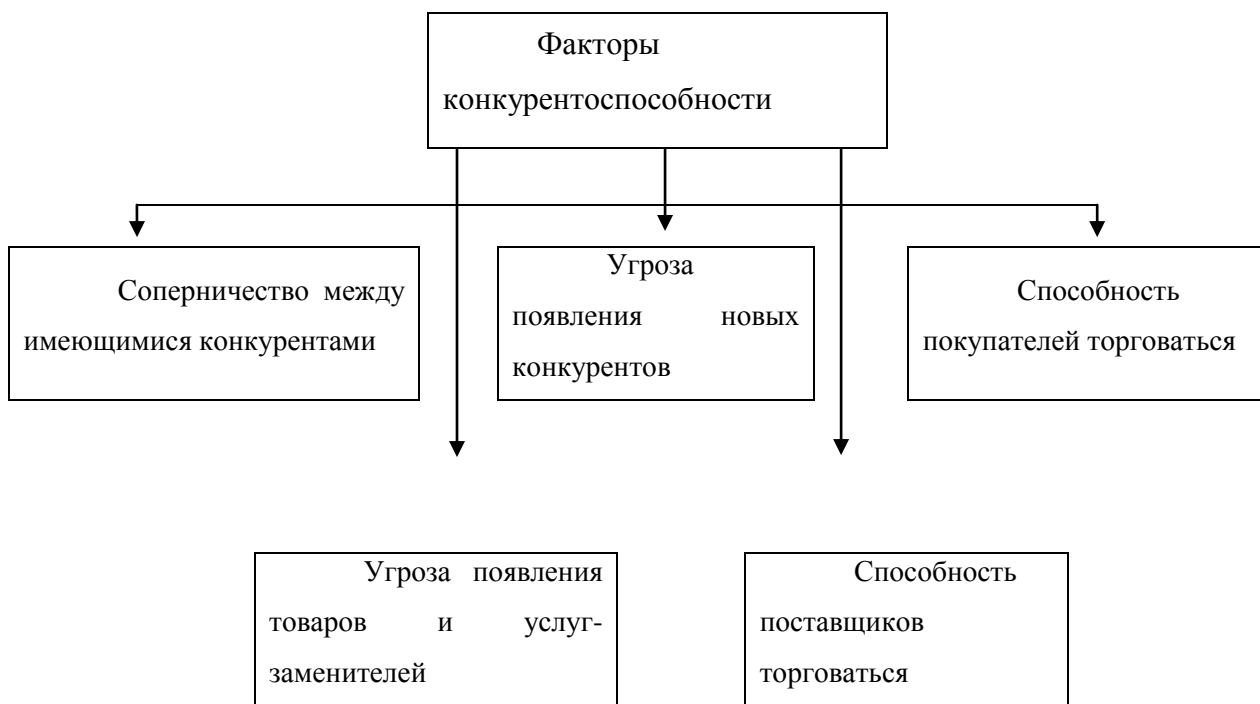 Факторы
конкурентоспособности
Соперничество между
имеющимися конкурентами
Угроза
появления новых
конкурентов
Способность
покупателей торговаться
Угроза появления
товаров и услуг-
заменителей
Способность
поставщиков
торговаться